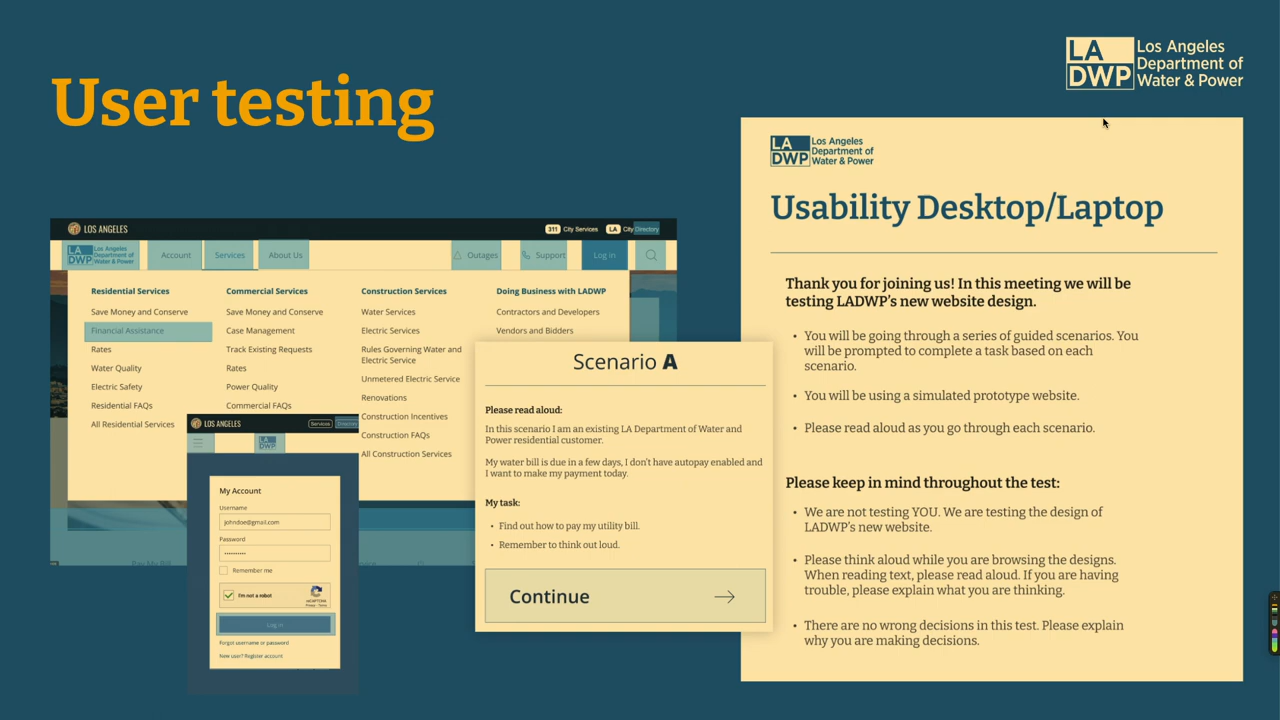 User testing
LA
DWP
Los Angeles
Department of
Water & Power
LOS ANGELES
311 City Services
LA City Directory
LA
DWP
Los Angeles
Department of
Water & Power
Account
Services
About Us
Outages
Support
Log in
Residential Services
Save Money and Conserve
Financial Assistance
Rates
Water Quality
Electric Safety
Residential FAQs
All Residential Services
Commercial Services
Save Money and Conserve
Case Management
Track Existing Requests
Rates
Power Quality
Commercial FAQs
Construction Services
Water Services
Electric Services
Rules Governing Water and
Electric Service
Unmetered Electric Service
Renovations
Construction Incentives
Construction FAQs
All Construction Services
Doing Business with LADWP
Contractors and Developers
Vendors and Bidders
Pay My Bill
LOS ANGELES
Services
LA
DWP
My Account
Username
johndoe@gmail.com
Password
Remember me
I'm not a robot
reCAPTCHA
Privacy - Terms
Log in
Forgot username or password
New user? Register account
Scenario A
Please read aloud:
In this scenario I am an existing LA Department of Water and
Power residential customer.
My water bill is due in a few days, I don't have autopay enabled and
I want to make my payment today.
My task:
• Find out how to pay my utility bill.
• Remember to think out loud.
Continue
LA
DWP
Los Angeles
Department of
Water & Power
Usability Desktop/Laptop
Thank you for joining us! In this meeting we will be
testing LADWP's new website design.
• You will be going through a series of guided scenarios. You
will be prompted to complete a task based on each
scenario.
• You will be using a simulated prototype website.
• Please read aloud as you go through each scenario.
Please keep in mind throughout the test:
• We are not testing YOU. We are testing the design of
LADWP's new website.
• Please think aloud while you are browsing the designs.
When reading text, please read aloud. If you are having
trouble, please explain what you are thinking.
• There are no wrong decisions in this test. Please explain
why you are making decisions.